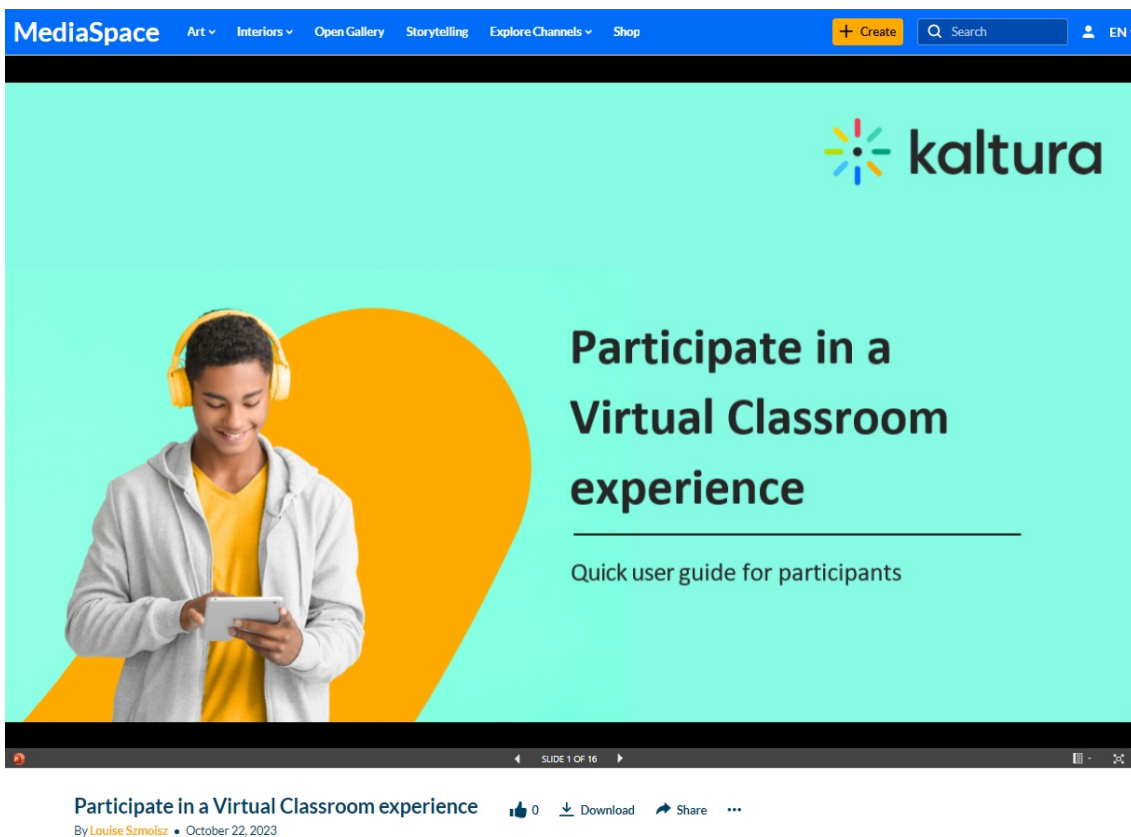 MediaSpace Art Interiors Open Gallery Storytelling Explore Channels Shop + Create Search EN
kaltura
Participate in a
Virtual Classroom
experience
Quick user guide for participants
SLIDE 1 OF 16
Participate in a Virtual Classroom experience 0 Download Share ...
By Louise Szmoisz • October 22, 2023